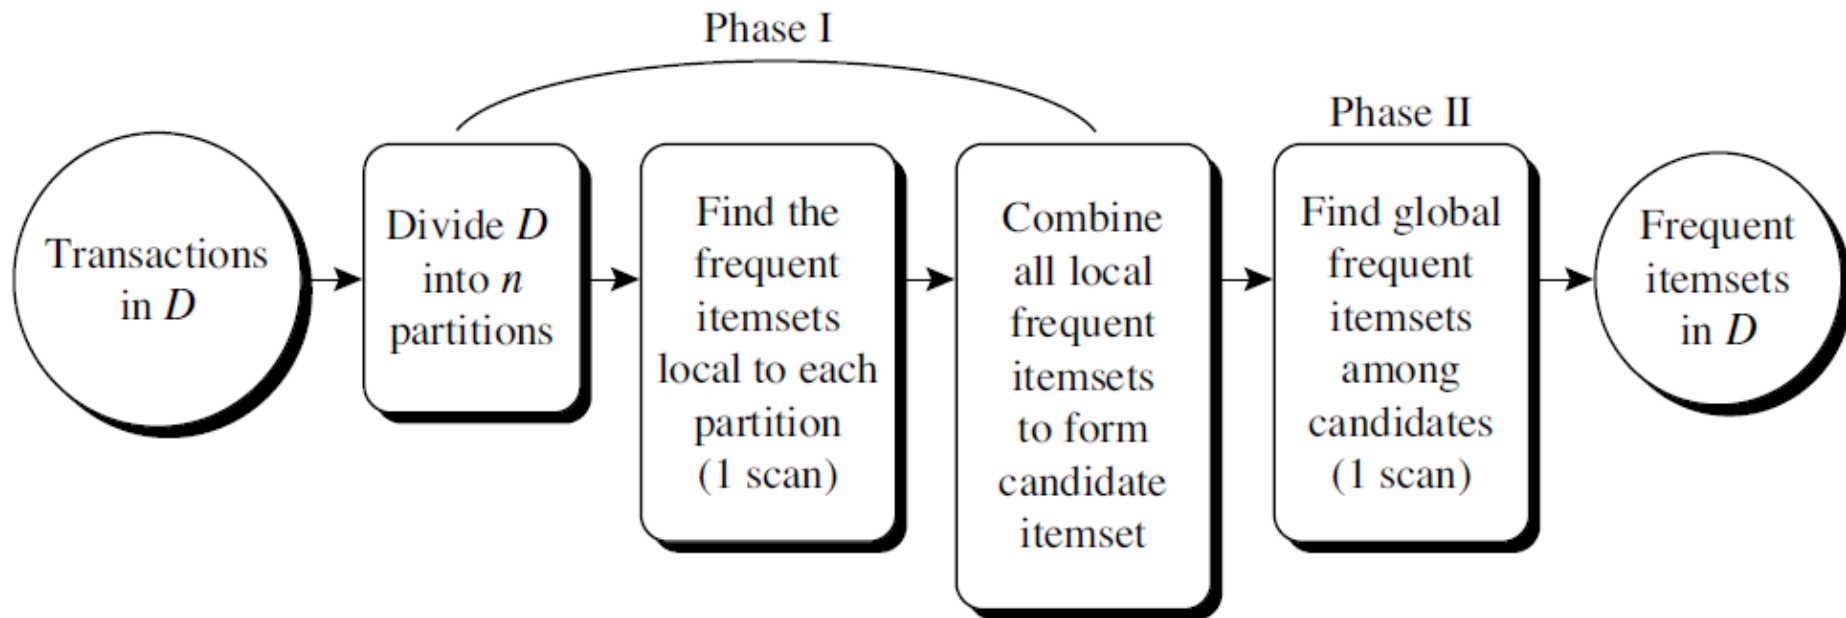 Phase I
Phase II
Transactions
in D
Divide D
into n
partitions
Find the
frequent
itemsets
local to each
partition
(1 scan)
Combine
all local
frequent
itemsets
to form
candidate
itemset
Find global
frequent
itemsets
among
candidates
(1 scan)
Frequent
itemsets
in D